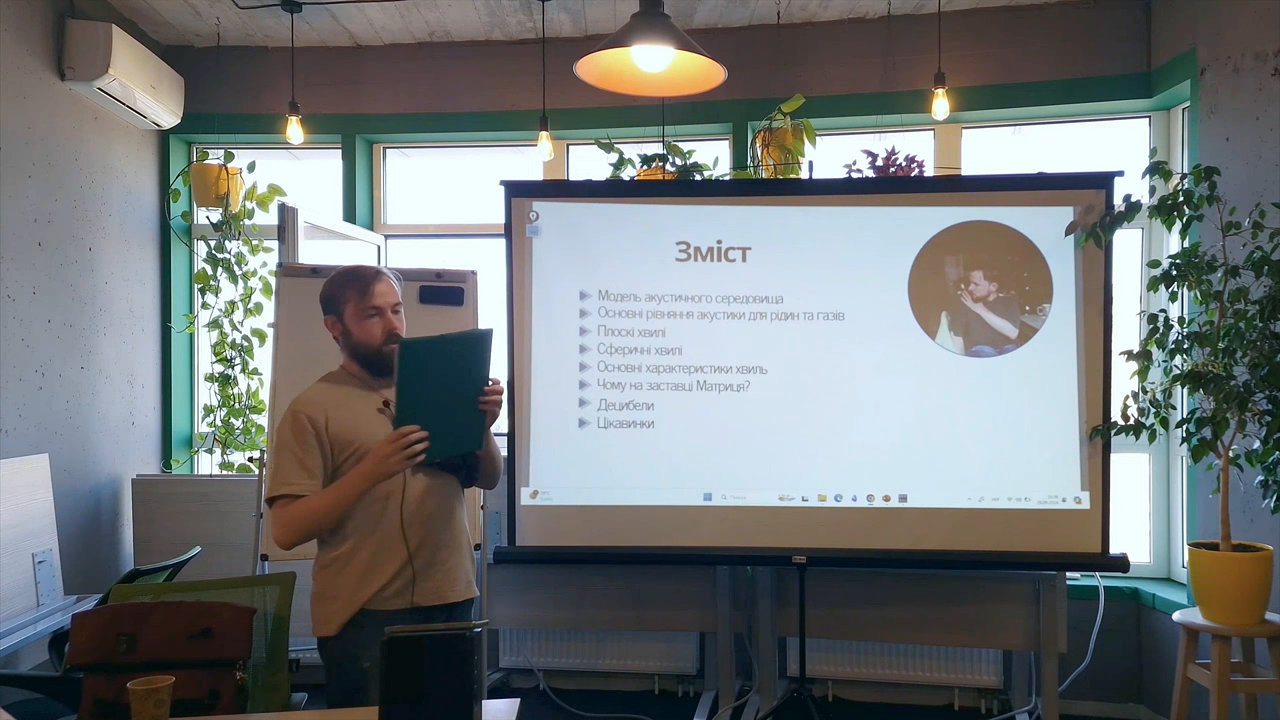 Зміст
Модель акустичного середовища
Основні рівняння акустики для рідин та газів
Плоскі хвилі
Сферичні хвилі
Основні характеристики хвиль
Чому на заставці Матриця?
Децибели
Цікавинки